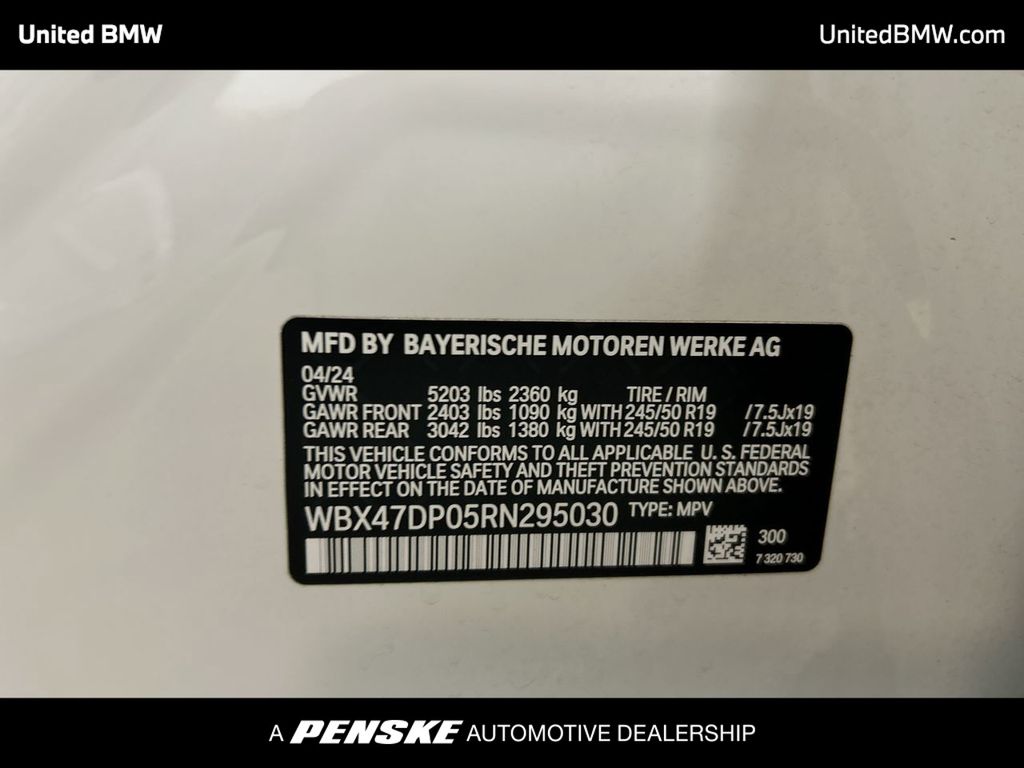 United BMW
UnitedBMW.com
MFD BY BAYERISCHE MOTOREN WERKE AG
04/24
GVWR 5203 lbs 2360 kg TIRE / RIM
GAWR FRONT 2403 lbs 1090 kg WITH 245/50 R19 /7.5Jx19
GAWR REAR 3042 lbs 1380 kg WITH 245/50 R19 /7.5Jx19
THIS VEHICLE CONFORMS TO ALL APPLICABLE U. S. FEDERAL
MOTOR VEHICLE SAFETY AND THEFT PREVENTION STANDARDS
IN EFFECT ON THE DATE OF MANUFACTURE SHOWN ABOVE.
WBX47DP05RN295030 TYPE: MPV
300
7 320 730
A PENSKE AUTOMOTIVE DEALERSHIP